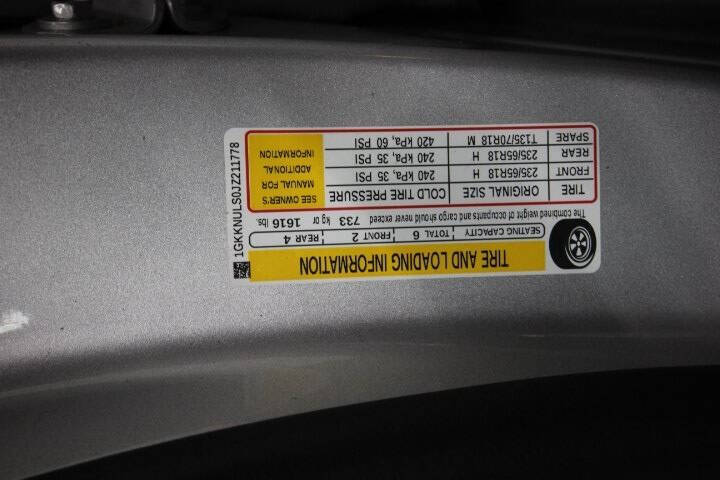 TIRE AND LOADING INFORMATION
SEATING CAPACITY TOTAL 6 FRONT 2 REAR 4
The combined weight of occupants and cargo should never exceed 733 kg or 1616 lbs.
TIRE ORIGINAL SIZE COLD TIRE PRESSURE
FRONT 235/65R18 H 240 kPa, 35 PSI
REAR 235/65R18 H 240 kPa, 35 PSI
SPARE T135/70R18 M 420 kPa, 60 PSI
SEE OWNER'S
MANUAL FOR
ADDITIONAL
INFORMATION
1GKKNULS0JZ211778